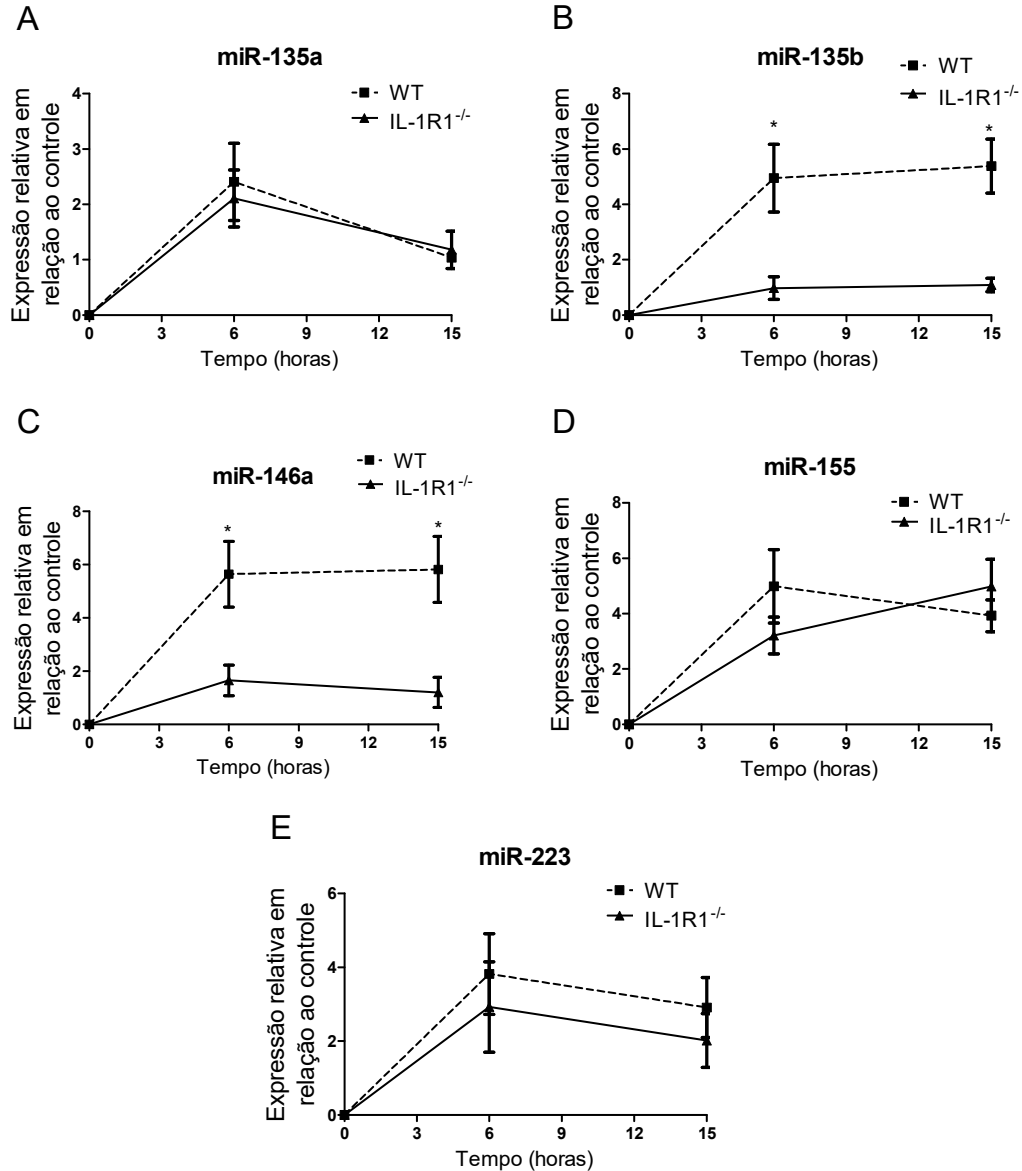 A
miR-135a
WT
IL-1R1-/-
Expressão relativa em
relação ao controle
4
3
2
1
0
0 3 6 9 12 15
Tempo (horas)
B
miR-135b
WT
IL-1R1-/-
Expressão relativa em
relação ao controle
8
6
4
2
0
* *
0 3 6 9 12 15
Tempo (horas)
C
miR-146a
WT
IL-1R1-/-
Expressão relativa em
relação ao controle
8
6
4
2
0
* *
0 3 6 9 12 15
Tempo (horas)
D
miR-155
WT
IL-1R1-/-
Expressão relativa em
relação ao controle
8
6
4
2
0
0 3 6 9 12 15
Tempo (horas)
E
miR-223
WT
IL-1R1-/-
Expressão relativa em
relação ao controle
6
4
2
0
0 3 6 9 12 15
Tempo (horas)